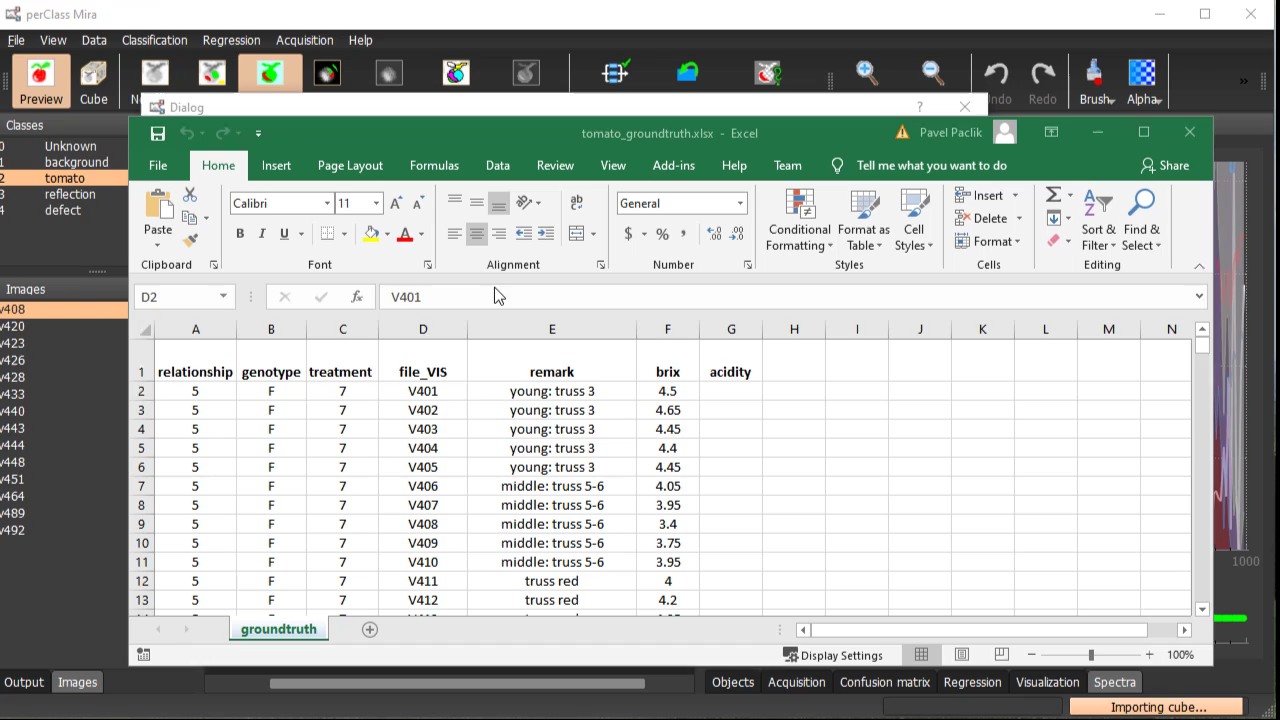 perClass Mira
File View Data Classification Regression Acquisition Help
Preview Cube Undo Redo Brush Alpha
Dialog
Classes
0 Unknown
1 background
2 tomato
3 reflection
4 defect
Images
v408
v420
v423
v426
v428
v433
v440
v443
v444
v448
v451
v464
v489
v492
tomato_groundtruth.xlsx - Excel
Pavel Paclik
File Home Insert Page Layout Formulas Data Review View Add-ins Help Team Tell me what you want to do Share
Paste
Clipboard
Calibri 11
B I U
Font
Alignment
General
$ % ,
Number
Conditional Formatting
Format as Table
Cell Styles
Styles
Insert
Delete
Format
Cells
Sort & Filter
Find & Select
Editing
D2 fx V401
A B C D E F G H I J K L M N
1 relationship genotype treatment file_VIS remark brix acidity
2 5 F 7 V401 young: truss 3 4.5
3 5 F 7 V402 young: truss 3 4.65
4 5 F 7 V403 young: truss 3 4.45
5 5 F 7 V404 young: truss 3 4.4
6 5 F 7 V405 young: truss 3 4.45
7 5 F 7 V406 middle: truss 5-6 4.05
8 5 F 7 V407 middle: truss 5-6 3.95
9 5 F 7 V408 middle: truss 5-6 3.4
10 5 F 7 V409 middle: truss 5-6 3.75
11 5 F 7 V410 middle: truss 5-6 3.95
12 5 F 7 V411 truss red 4
13 5 F 7 V412 truss red 4.2
groundtruth
Display Settings 100%
1000
Output Images
Objects Acquisition Confusion matrix Regression Visualization Spectra
Importing cube...